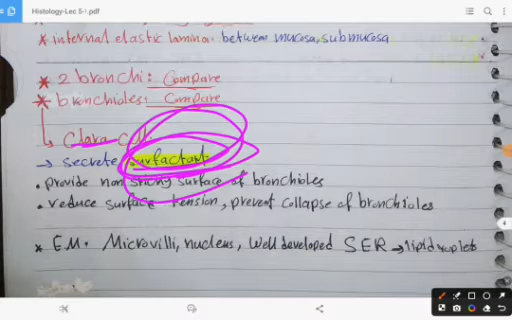 Histology-Lec 5-1.pdf
* internal elastic lamina: between mucosa, submucosa
* 2 bronchi: Compare
* bronchioles: Compare
↳ Clara cell
→ secrete surfactant
. provide non sticky surface of bronchioles
. reduce surface tension, prevent collapse of bronchioles
* EM: Microvilli, nucleus, well developed SER → lipid droplets
4